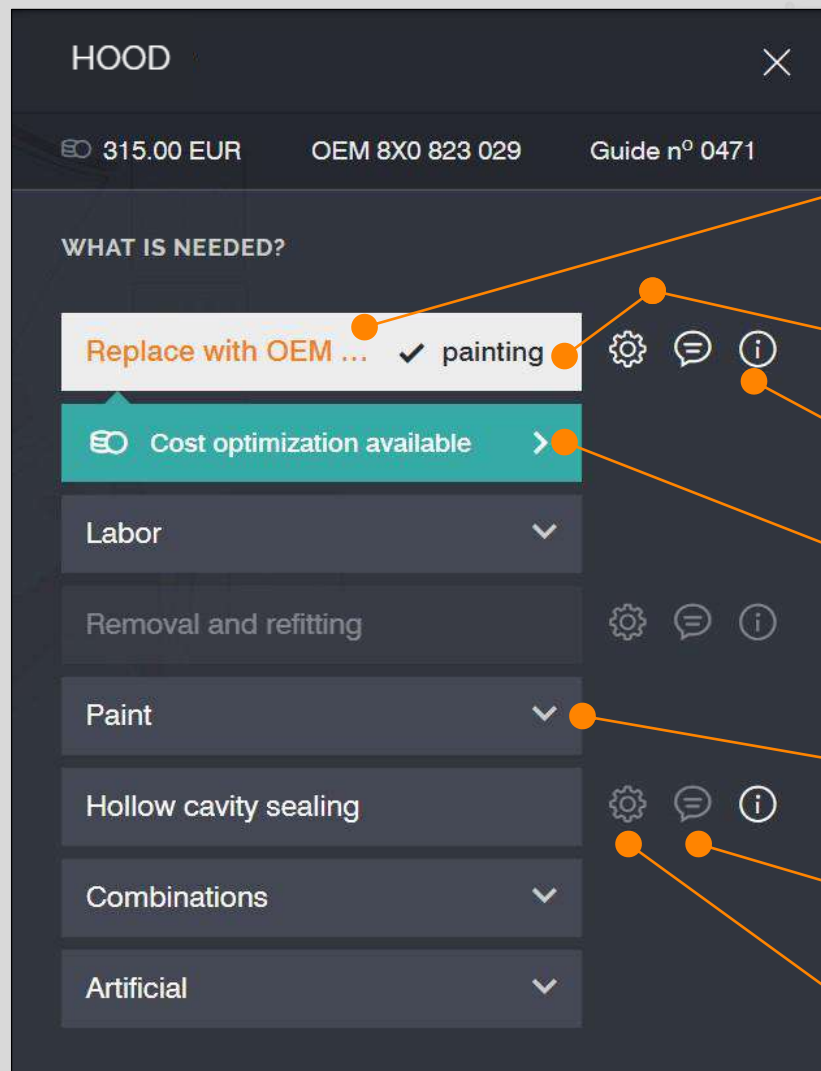 HOOD
315.00 EUR OEM 8X0 823 029 Guide nº 0471
WHAT IS NEEDED?
Replace with OEM ... painting
Cost optimization available
Labor
Removal and refitting
Paint
Hollow cavity sealing
Combinations
Artificial